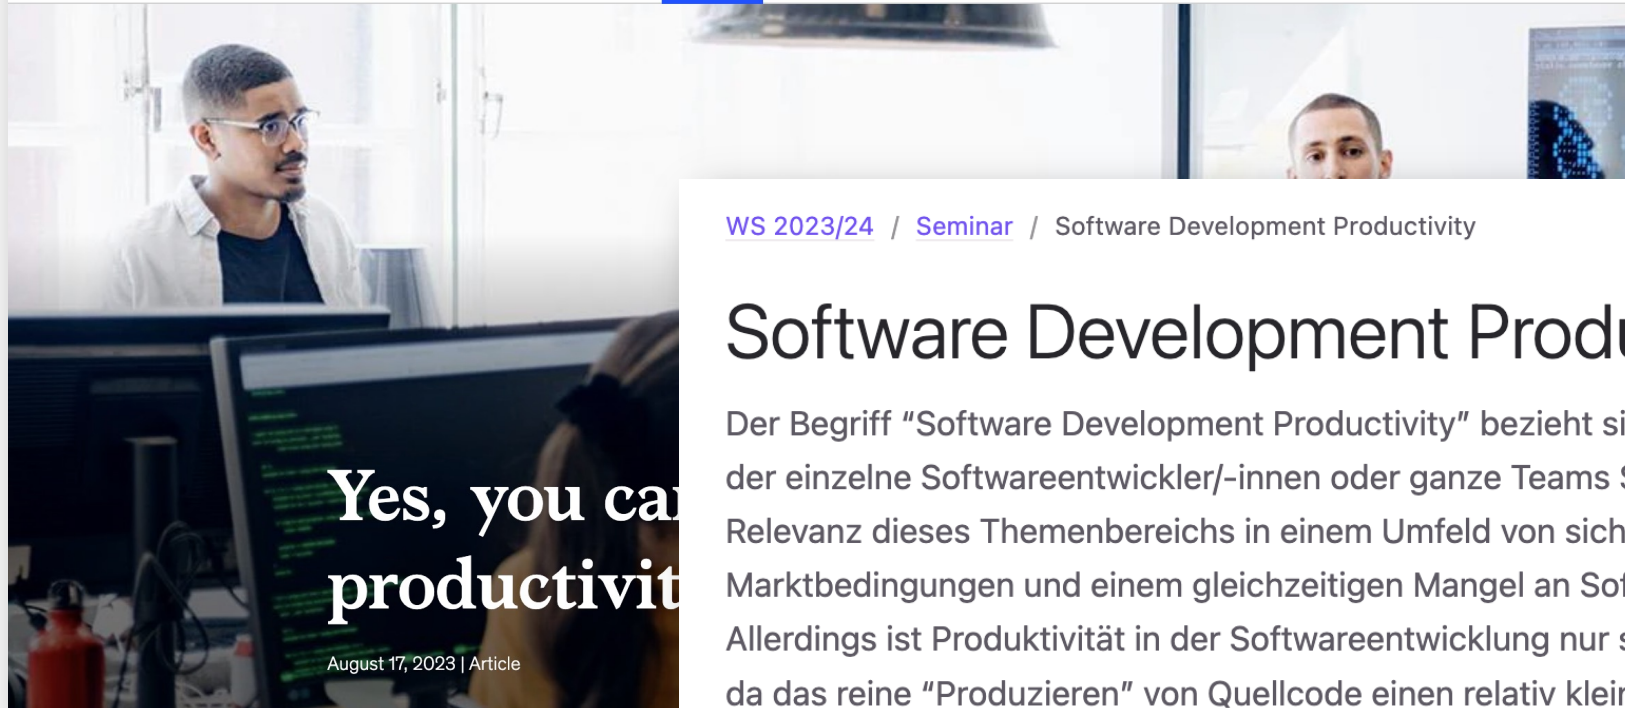 Yes, you
productivit
August 17, 2023 | Article
WS 2023/24 / Seminar / Software Development Productivity
Software Development Produ
Der Begriff “Software Development Productivity” bezieht si
der einzelne Softwareentwickler/-innen oder ganze Teams
Relevanz dieses Themenbereichs in einem Umfeld von sich
Marktbedingungen und einem gleichzeitigen Mangel an Sof
Allerdings ist Produktivität in der Softwareentwicklung nur s
da das reine “Produzieren” von Quellcode einen relativ klein